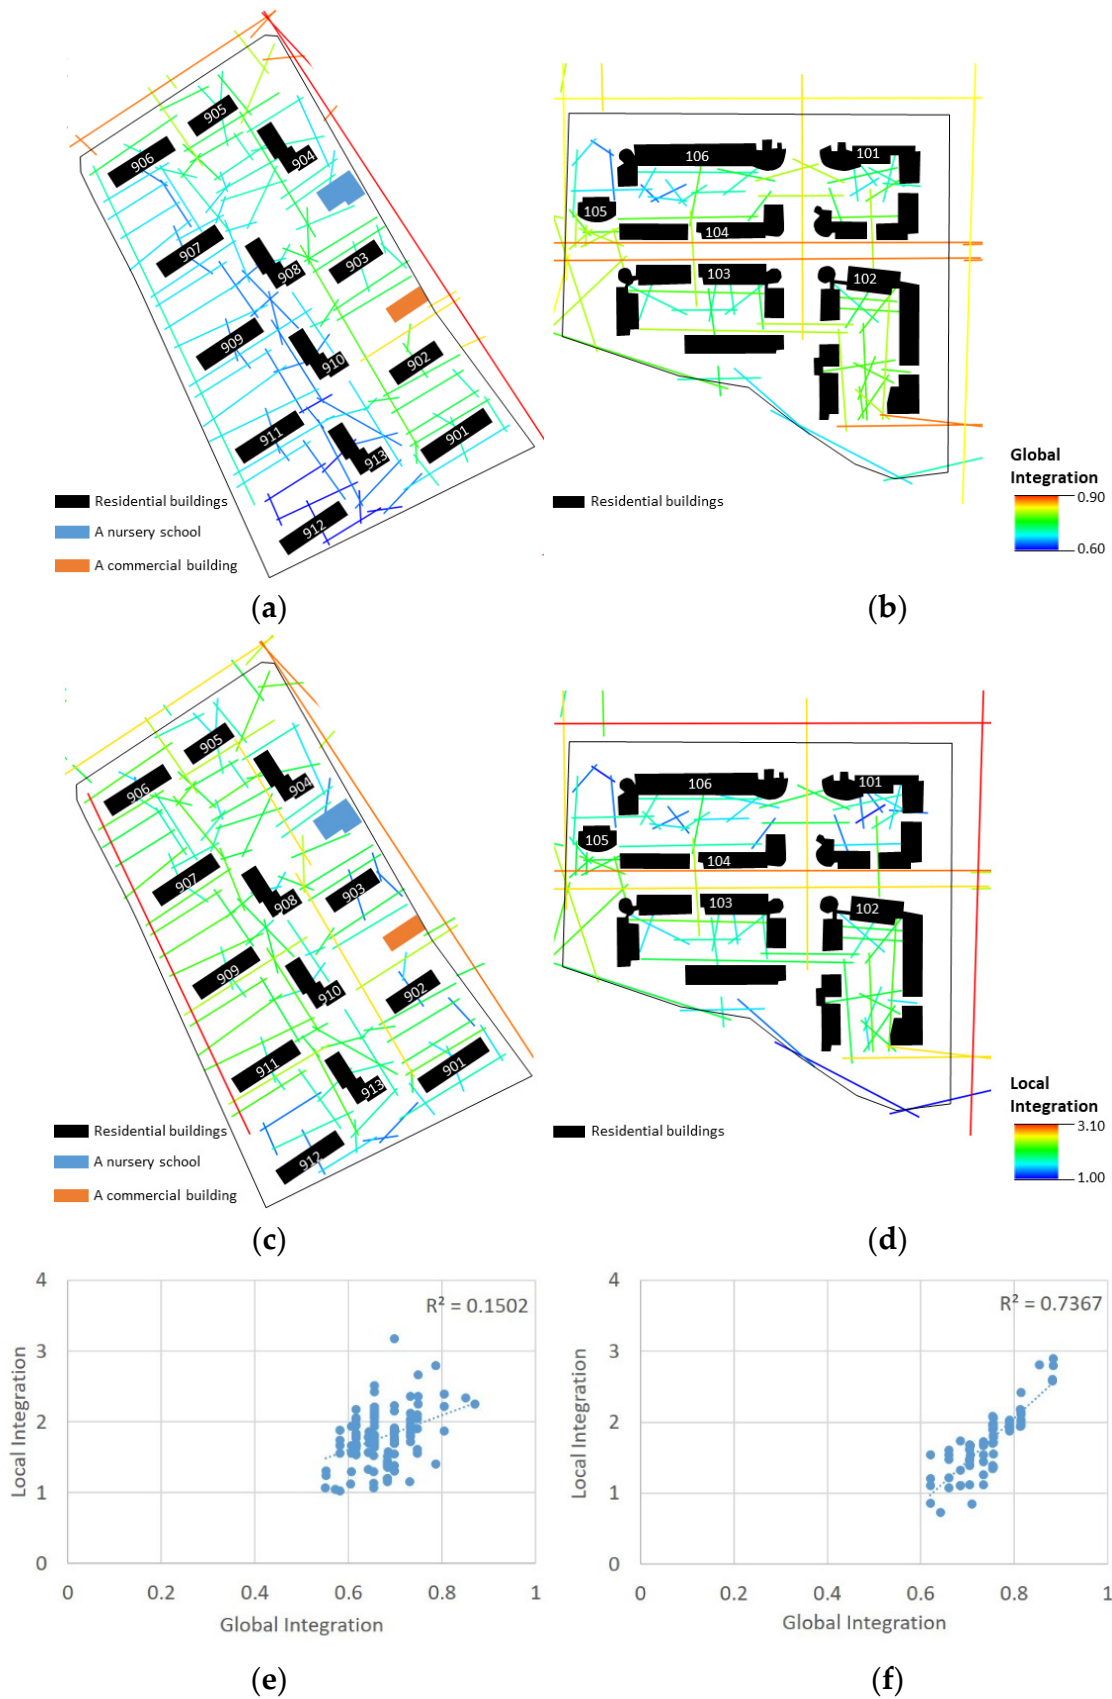 905
906
904
907
908
903
909
910
902
911
913
901
912
Residential buildings
A nursery school
A commercial building
(a)
106
101
105
104
103
102
Residential buildings
Global
Integration
0.90
0.60
(b)
905
906
904
907
908
903
909
910
902
911
913
901
912
Residential buildings
A nursery school
A commercial building
(c)
106
101
105
104
103
102
Residential buildings
Local
Integration
3.10
1.00
(d)
4
3
2
1
0
R² = 0.1502
Local Integration
0 0.2 0.4 0.6 0.8 1
Global Integration
(e)
4
3
2
1
0
R² = 0.7367
Local Integration
0 0.2 0.4 0.6 0.8 1
Global Integration
(f)